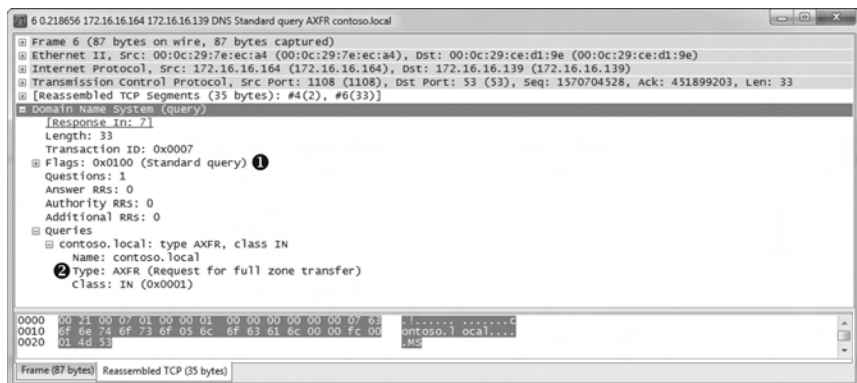 6 0.218656 172.16.16.164 172.16.16.139 DNS Standard query AXFR contoso.local
Frame 6 (87 bytes on wire, 87 bytes captured)
Ethernet II, Src: 00:0c:29:7e:ec:a4 (00:0c:29:7e:ec:a4), Dst: 00:0c:29:ce:d1:9e (00:0c:29:ce:d1:9e)
Internet Protocol, Src: 172.16.16.164 (172.16.16.164), Dst: 172.16.16.139 (172.16.16.139)
Transmission Control Protocol, Src Port: 1108 (1108), Dst Port: 53 (53), Seq: 1570704528, Ack: 451899203, Len: 33
[Reassembled TCP Segments (35 bytes): #4(2), #6(33)]
Domain Name System (query)
[Response In: 7]
Length: 33
Transaction ID: 0x0007
Flags: 0x0100 (Standard query) ❶
Questions: 1
Answer RRs: 0
Authority RRs: 0
Additional RRs: 0
Queries
contoso.local: type AXFR, class IN
Name: contoso.local
❷ Type: AXFR (Request for full zone transfer)
Class: IN (0x0001)
0000 00 21 00 07 01 00 00 01 00 00 00 00 00 00 07 63 .!...... .......c
0010 6f 6e 74 6f 73 6f 05 6c 6f 63 61 6c 00 00 fc 00 ontoso.l ocal....
0020 01 4d 53 .MS
Frame (87 bytes) Reassembled TCP (35 bytes)